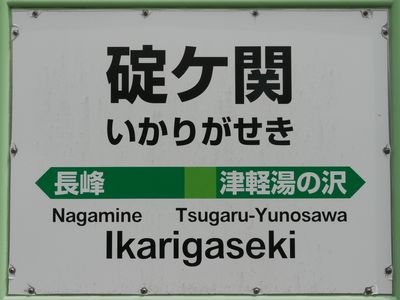 碇ケ関
いかりがせき
長峰 津軽湯の沢
Nagamine Tsugaru-Yunosawa
Ikarigaseki